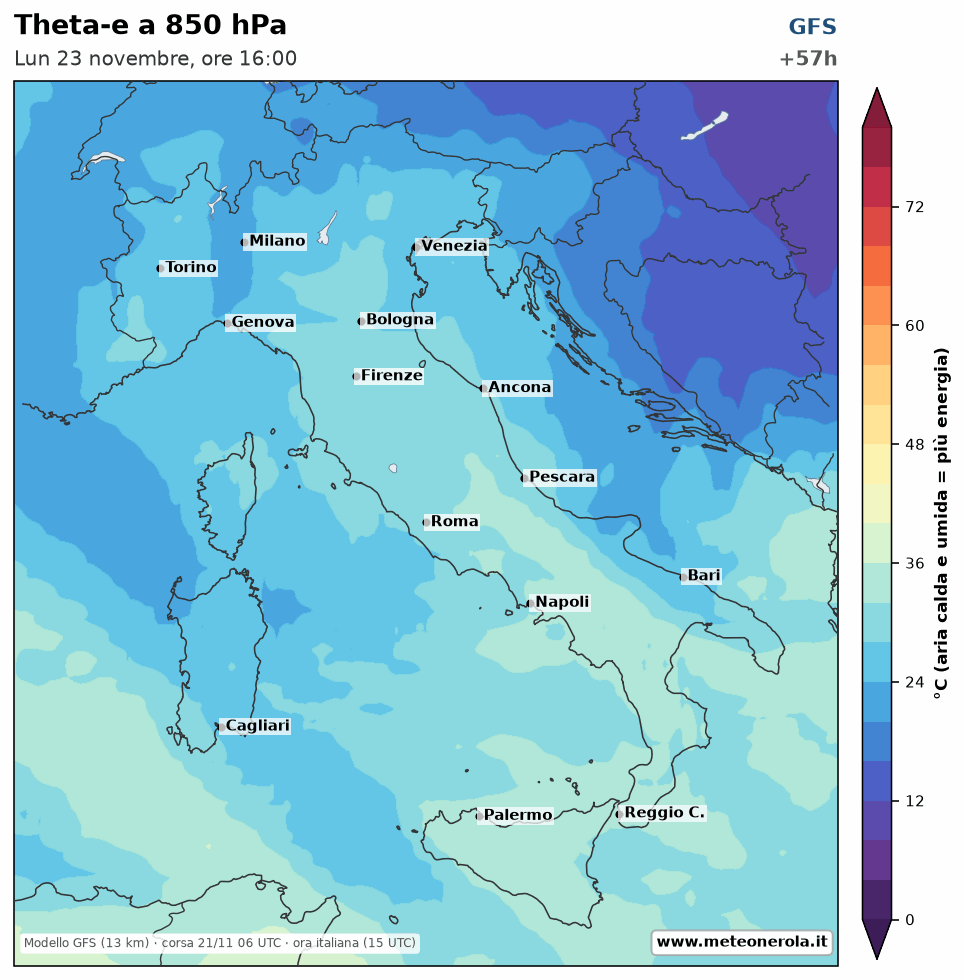 Theta-e a 850 hPa
GFS
Lun 23 novembre, ore 16:00
+57h
Milano
Venezia
Torino
Genova
Bologna
Firenze
Ancona
Pescara
Roma
Bari
Napoli
Cagliari
Palermo
Reggio C.
72
60
48
36
24
12
0
°C (aria calda e umida = più energia)
Modello GFS (13 km) · corsa 21/11 06 UTC · ora italiana (15 UTC)
www.meteonerola.it